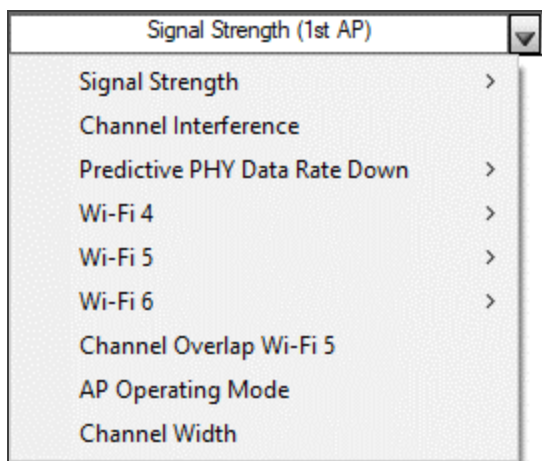 Signal Strength (1st AP)
Signal Strength
Channel Interference
Predictive PHY Data Rate Down
Wi-Fi 4
Wi-Fi 5
Wi-Fi 6
Channel Overlap Wi-Fi 5
AP Operating Mode
Channel Width